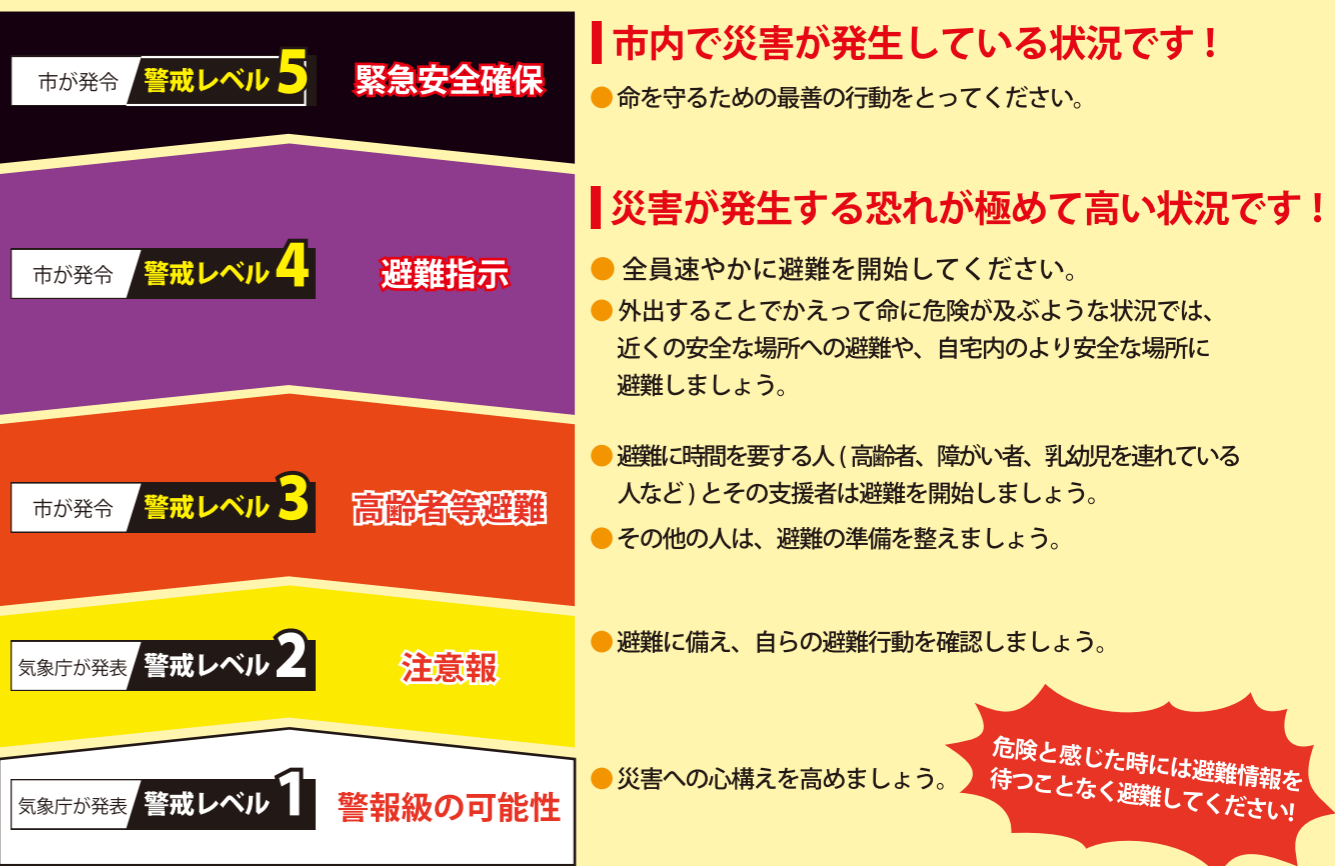 市が発令 警戒レベル5 緊急安全確保
市内で災害が発生している状況です！
●命を守るための最善の行動をとってください。
市が発令 警戒レベル4 避難指示
災害が発生する恐れが極めて高い状況です！
● 全員速やかに避難を開始してください。
●外出することでかえって命に危険が及ぶような状況では、
近くの安全な場所への避難や、自宅内のより安全な場所に
避難しましょう。
市が発令 警戒レベル3 高齢者等避難
●避難に時間を要する人(高齢者、障がい者、乳幼児を連れている
人など)とその支援者は避難を開始しましょう。
●その他の人は、避難の準備を整えましょう。
気象庁が発表 警戒レベル2 注意報
●避難に備え、自らの避難行動を確認しましょう。
気象庁が発表 警戒レベル1 警報級の可能性
●災害への心構えを高めましょう。
危険と感じた時には避難情報を
待つことなく避難してください!